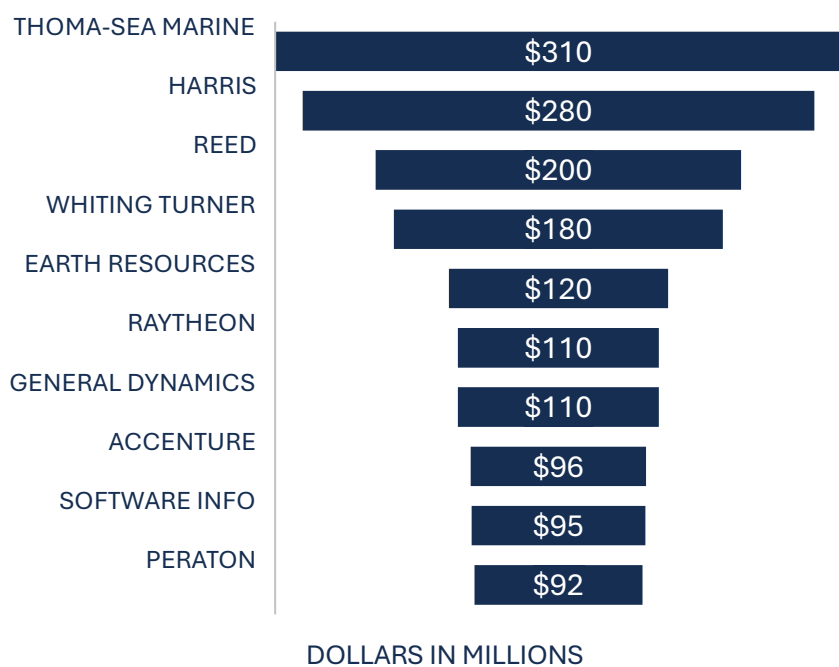 THOMA-SEA MARINE
$310
HARRIS
$280
REED
$200
WHITING TURNER
$180
EARTH RESOURCES
$120
RAYTHEON
$110
GENERAL DYNAMICS
$110
ACCENTURE
$96
SOFTWARE INFO
$95
PERATON
$92
DOLLARS IN MILLIONS